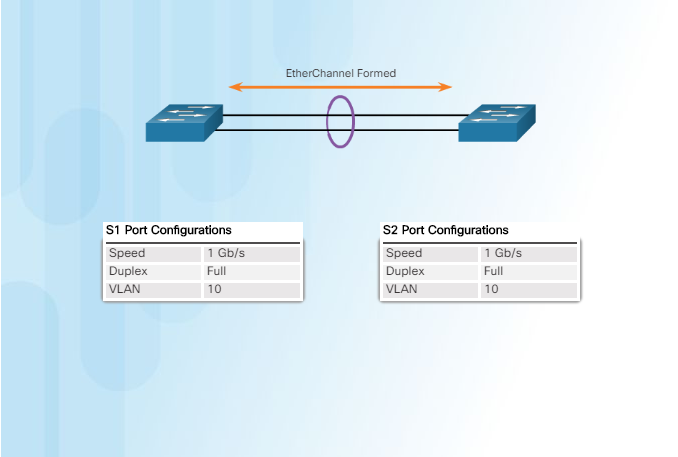 EtherChannel Formed
S1 Port Configurations
Speed 1 Gb/s
Duplex Full
VLAN 10
S2 Port Configurations
Speed 1 Gb/s
Duplex Full
VLAN 10